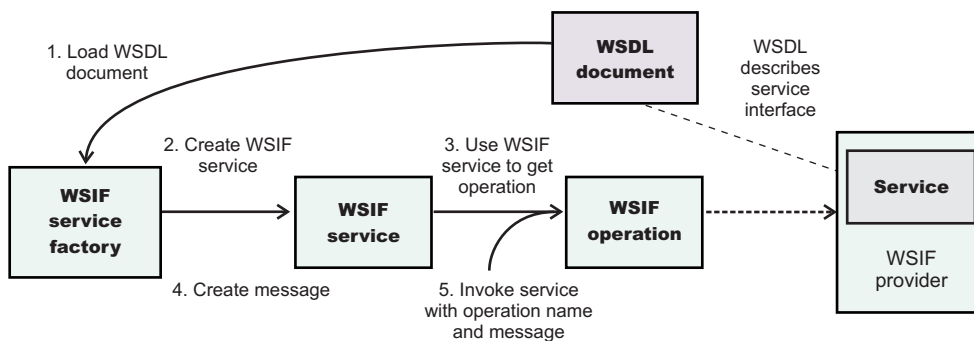 1. Load WSDL
document
WSDL
document
WSDL
describes
service
interface
2. Create WSIF
service
3. Use WSIF
service to get
operation
WSIF
service
factory
WSIF
service
WSIF
operation
Service
WSIF
provider
4. Create message
5. Invoke service
with operation name
and message